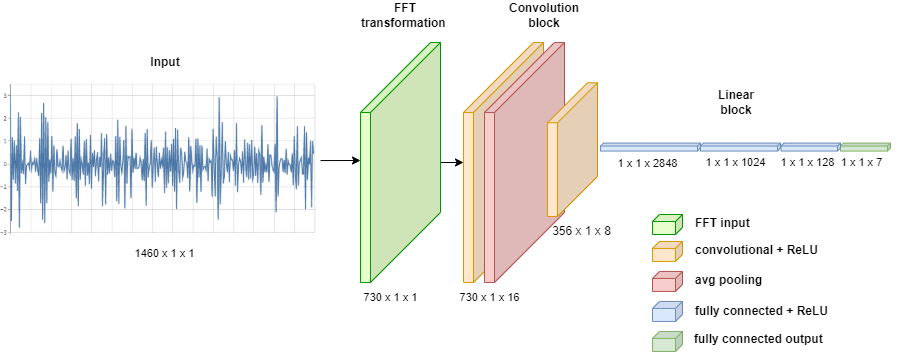 FFT
transformation
Convolution
block
Input
Linear
block
3
2
1
0
-1
-2
-3
1 x 1 x 2848
1 x 1 x 1024
1 x 1 x 128
1 x 1 x 7
356 x 1 x 8
1460 x 1 x 1
730 x 1 x 1
730 x 1 x 16
FFT input
convolutional + ReLU
avg pooling
fully connected + ReLU
fully connected output